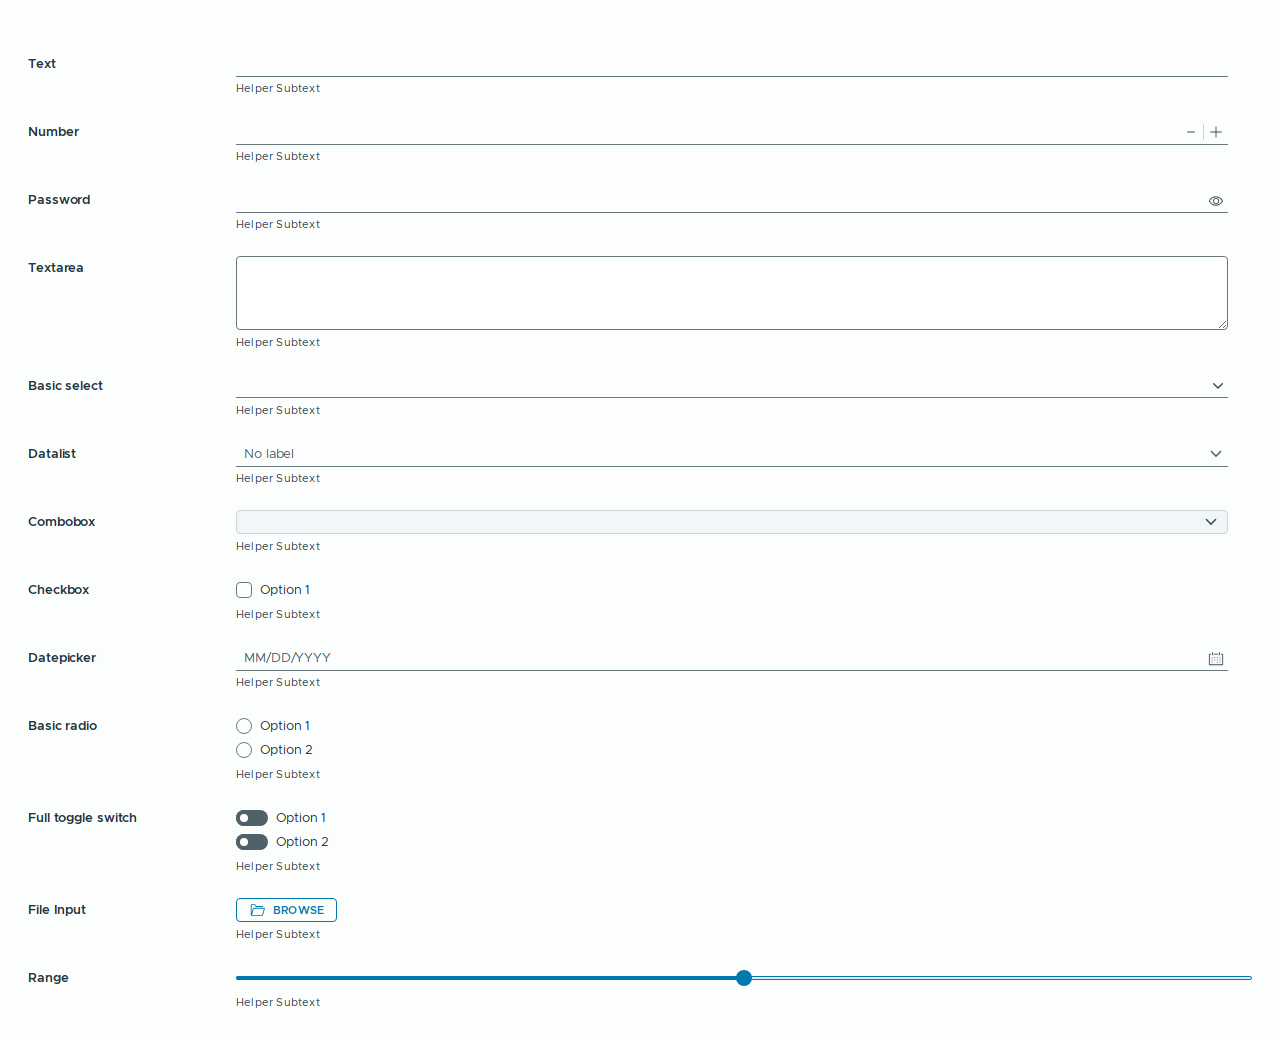 Text
Helper Subtext
Number
Helper Subtext
Password
Helper Subtext
Textarea
Helper Subtext
Basic select
Helper Subtext
Datalist
No label
Helper Subtext
Combobox
Helper Subtext
Checkbox
Option 1
Helper Subtext
Datepicker
MM/DD/YYYY
Helper Subtext
Basic radio
Option 1
Option 2
Helper Subtext
Full toggle switch
Option 1
Option 2
Helper Subtext
File Input
BROWSE
Helper Subtext
Range
Helper Subtext